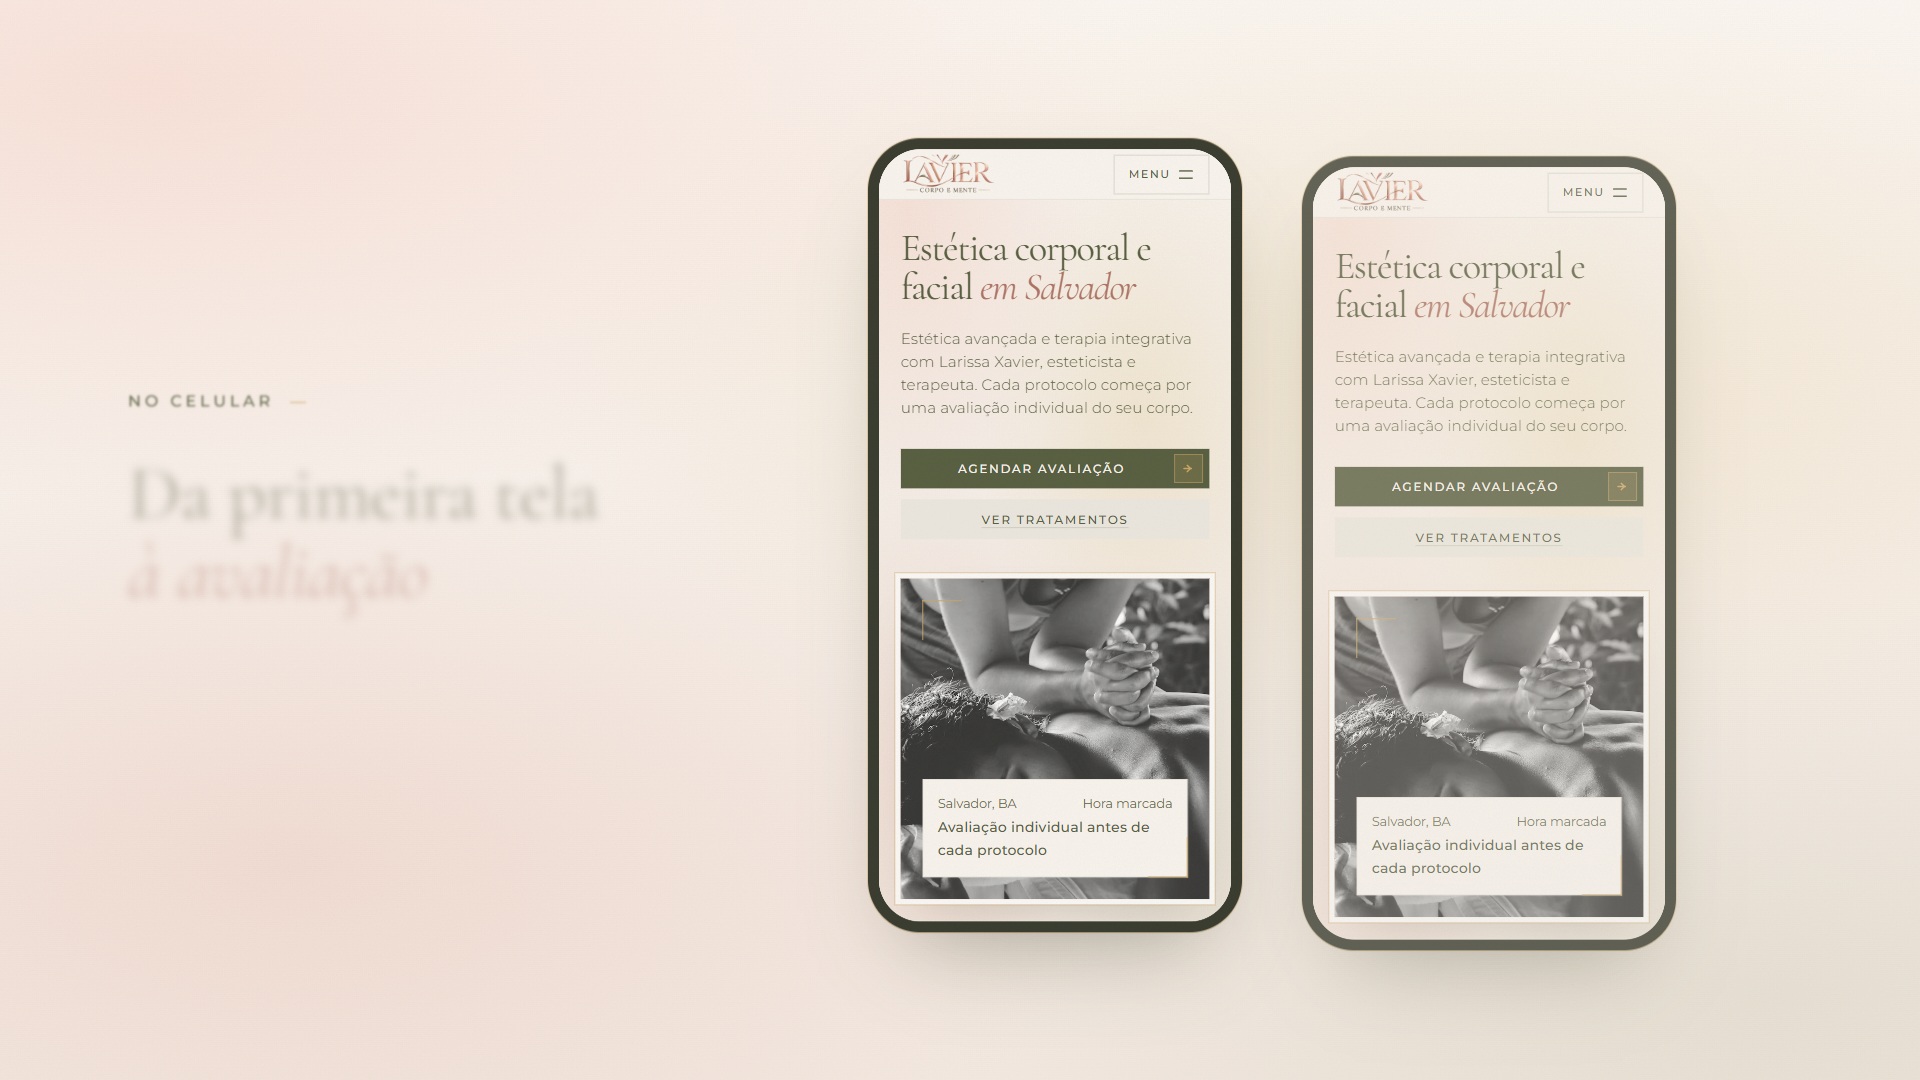 NO CELULAR
Da primeira tela
à avaliação
LAVIER
CORPO E MENTE
MENU
Estética corporal e
facial em Salvador
Estética avançada e terapia integrativa
com Larissa Xavier, esteticista e
terapeuta. Cada protocolo começa por
uma avaliação individual do seu corpo.
AGENDAR AVALIAÇÃO
VER TRATAMENTOS
Salvador, BA
Hora marcada
Avaliação individual antes de
cada protocolo
LAVIER
CORPO E MENTE
MENU
Estética corporal e
facial em Salvador
Estética avançada e terapia integrativa
com Larissa Xavier, esteticista e
terapeuta. Cada protocolo começa por
uma avaliação individual do seu corpo.
AGENDAR AVALIAÇÃO
VER TRATAMENTOS
Salvador, BA
Hora marcada
Avaliação individual antes de
cada protocolo